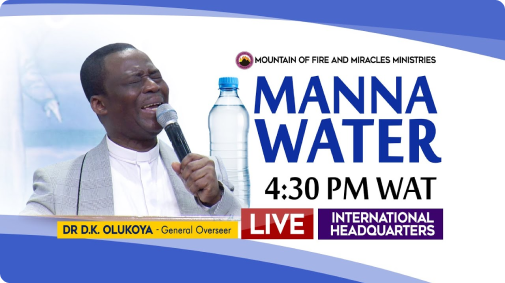 MOUNTAIN OF FIRE AND MIRACLES MINISTRIES
MANNA
WATER
4:30 PM WAT
DR D.K. OLUKOYA - General Overseer
LIVE
INTERNATIONAL
HEADQUARTERS